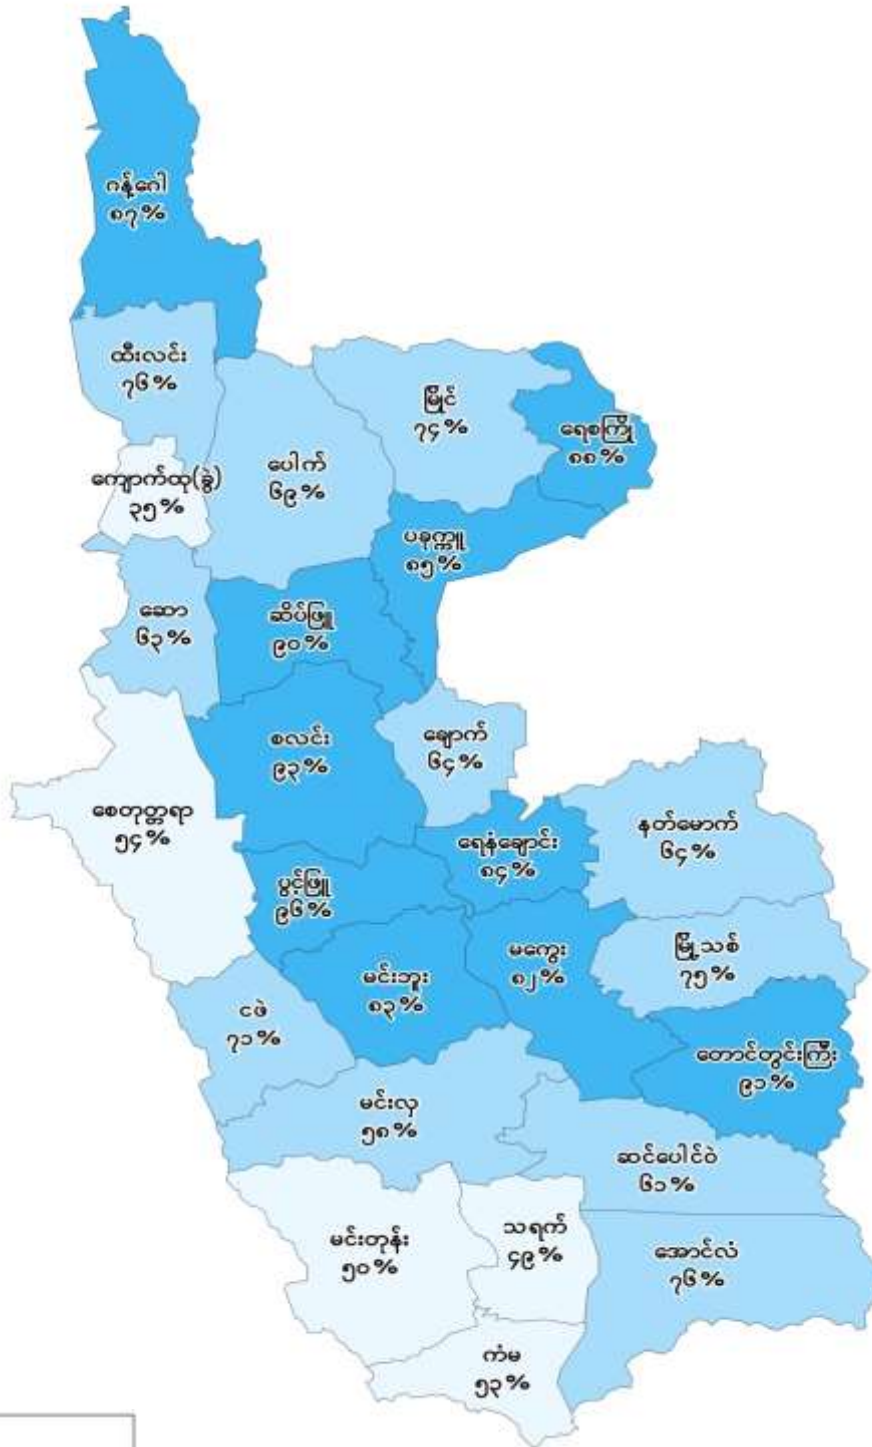 ဂန့်ဂေါ
၈၇%
ထီးလင်း
၇၆%
မြိုင်
၇၄%
ရေစကြို
၈၈%
ကျောက်ထု(ခွဲ)
၃၅%
ပေါက်
၆၉%
ပခုက္ကူ
၈၅%
ဆော
၆၃%
ဆိပ်ဖြူ
၉၀%
စလင်း
၉၃%
ချောက်
၆၄%
စေတုတ္တရာ
၅၄%
ရေနံချောင်း
၈၄%
နတ်မောက်
၆၄%
ပွင့်ဖြူ
၉၆%
မင်းဘူး
၈၃%
မကွေး
၈၂%
မြို့သစ်
၇၅%
ငဖဲ
၇၁%
တောင်တွင်းကြီး
၉၁%
မင်းလှ
၅၈%
ဆင်ပေါင်ဝဲ
၆၁%
မင်းတုန်း
၅၀%
သရက်
၄၉%
အောင်လံ
၇၆%
ကံမ
၅၃%